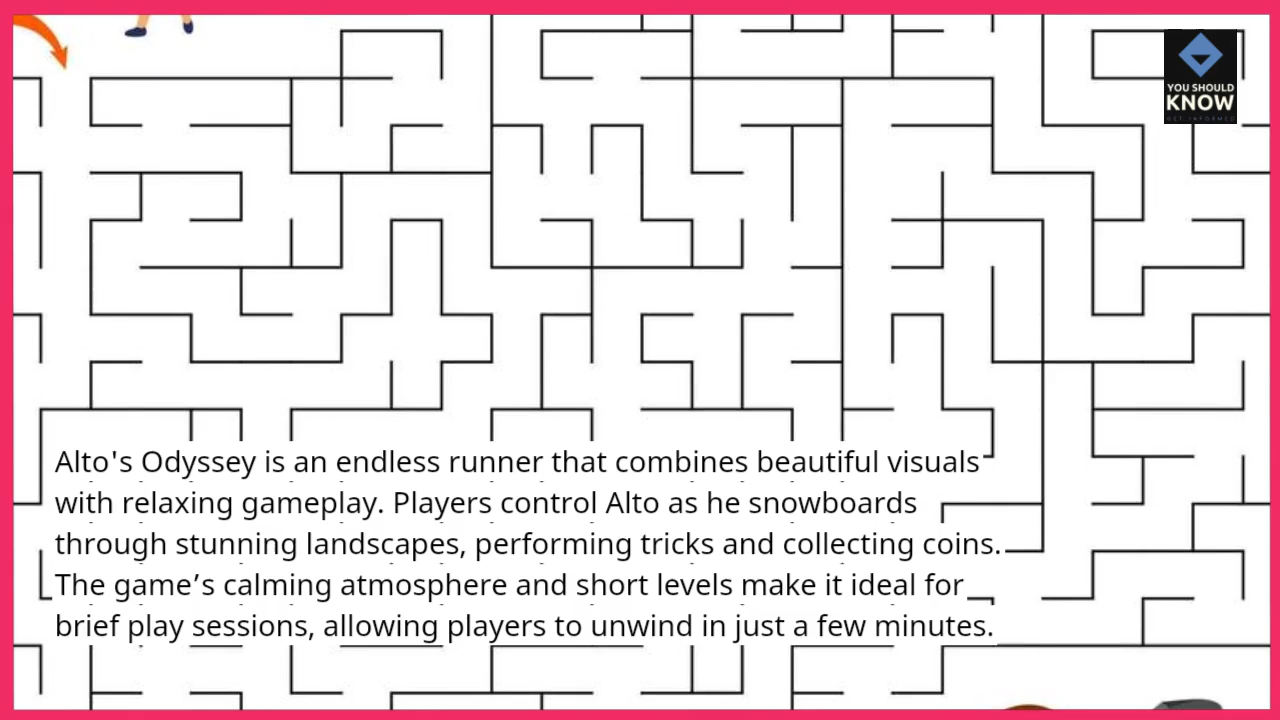 YOU SHOULD
KNOW
GET INFORMED
Alto's Odyssey is an endless runner that combines beautiful visuals
with relaxing gameplay. Players control Alto as he snowboards
through stunning landscapes, performing tricks and collecting coins.
The game’s calming atmosphere and short levels make it ideal for
brief play sessions, allowing players to unwind in just a few minutes.